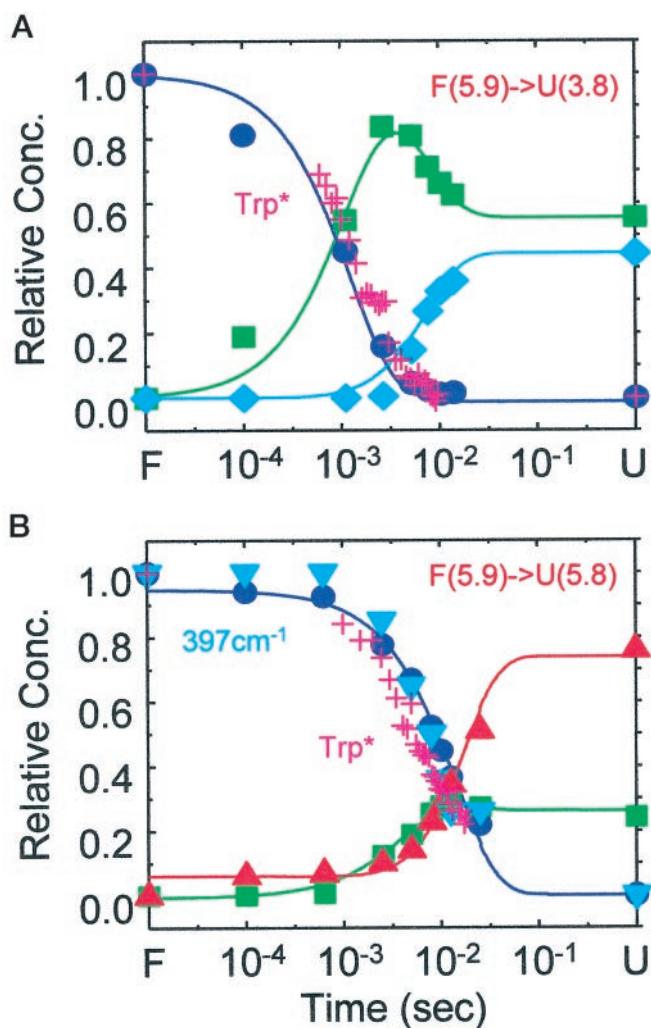 A
F(5.9)->U(3.8)
1.0
0.8
Trp*
0.6
0.4
0.2
0.0
Relative Conc.
F 10⁻⁴ 10⁻³ 10⁻² 10⁻¹ U
B
F(5.9)->U(5.8)
1.0
397cm⁻¹
0.8
Trp*
0.6
0.4
0.2
0.0
Relative Conc.
F 10⁻⁴ 10⁻³ 10⁻² 10⁻¹ U
Time (sec)